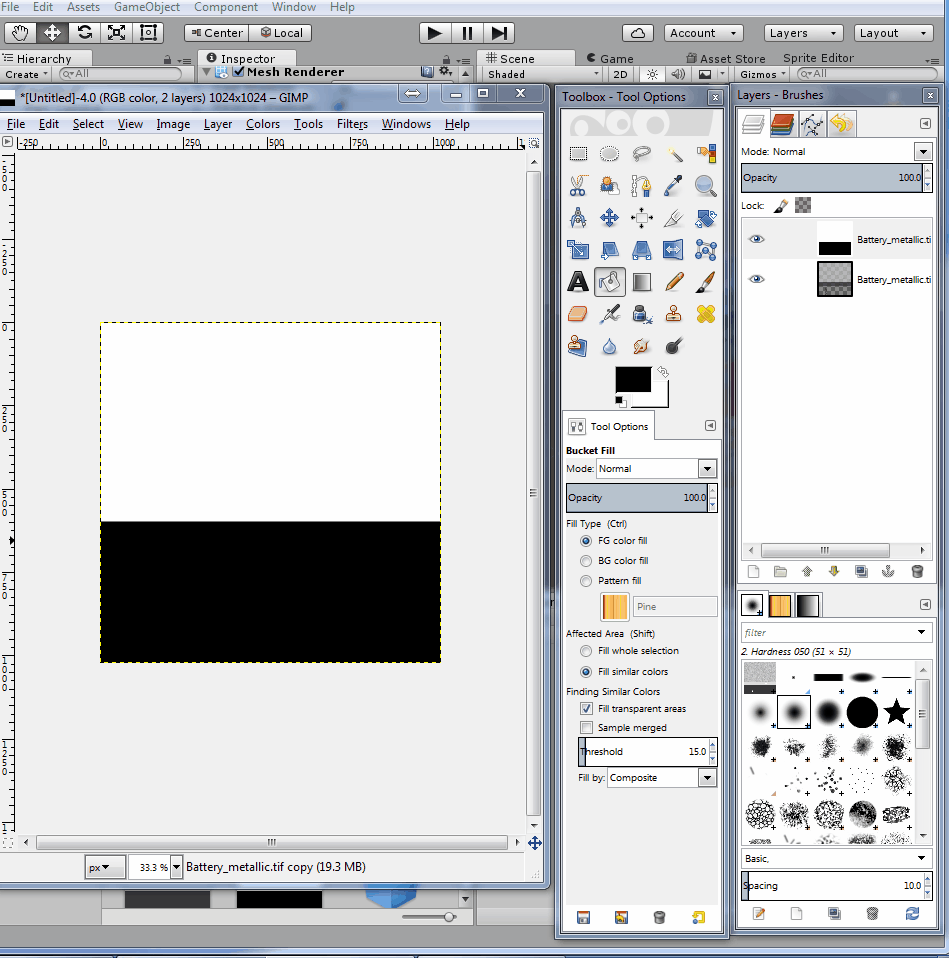 File Edit Assets GameObject Component Window Help
Center Local Account Layers Layout
Hierarchy Inspector Scene Game Asset Store Sprite Editor
Create All Mesh Renderer Shaded 2D Gizmos All
*[Untitled]-4.0 (RGB color, 2 layers) 1024x1024 – GIMP
File Edit Select View Image Layer Colors Tools Filters Windows Help
-250 0 250 500 750 1000
0
250
500
750
1000
1250
px 33.3 % Battery_metallic.tif copy (19.3 MB)
Toolbox - Tool Options
Tool Options
Bucket Fill
Mode: Normal
Opacity 100.0
Fill Type (Ctrl)
FG color fill
BG color fill
Pattern fill
Pine
Affected Area (Shift)
Fill whole selection
Fill similar colors
Finding Similar Colors
Fill transparent areas
Sample merged
Threshold 15.0
Fill by: Composite
Layers - Brushes
Mode: Normal
Opacity 100.0
Lock:
Battery_metallic.ti
Battery_metallic.ti
filter
2. Hardness 050 (51 × 51)
Basic,
Spacing 10.0